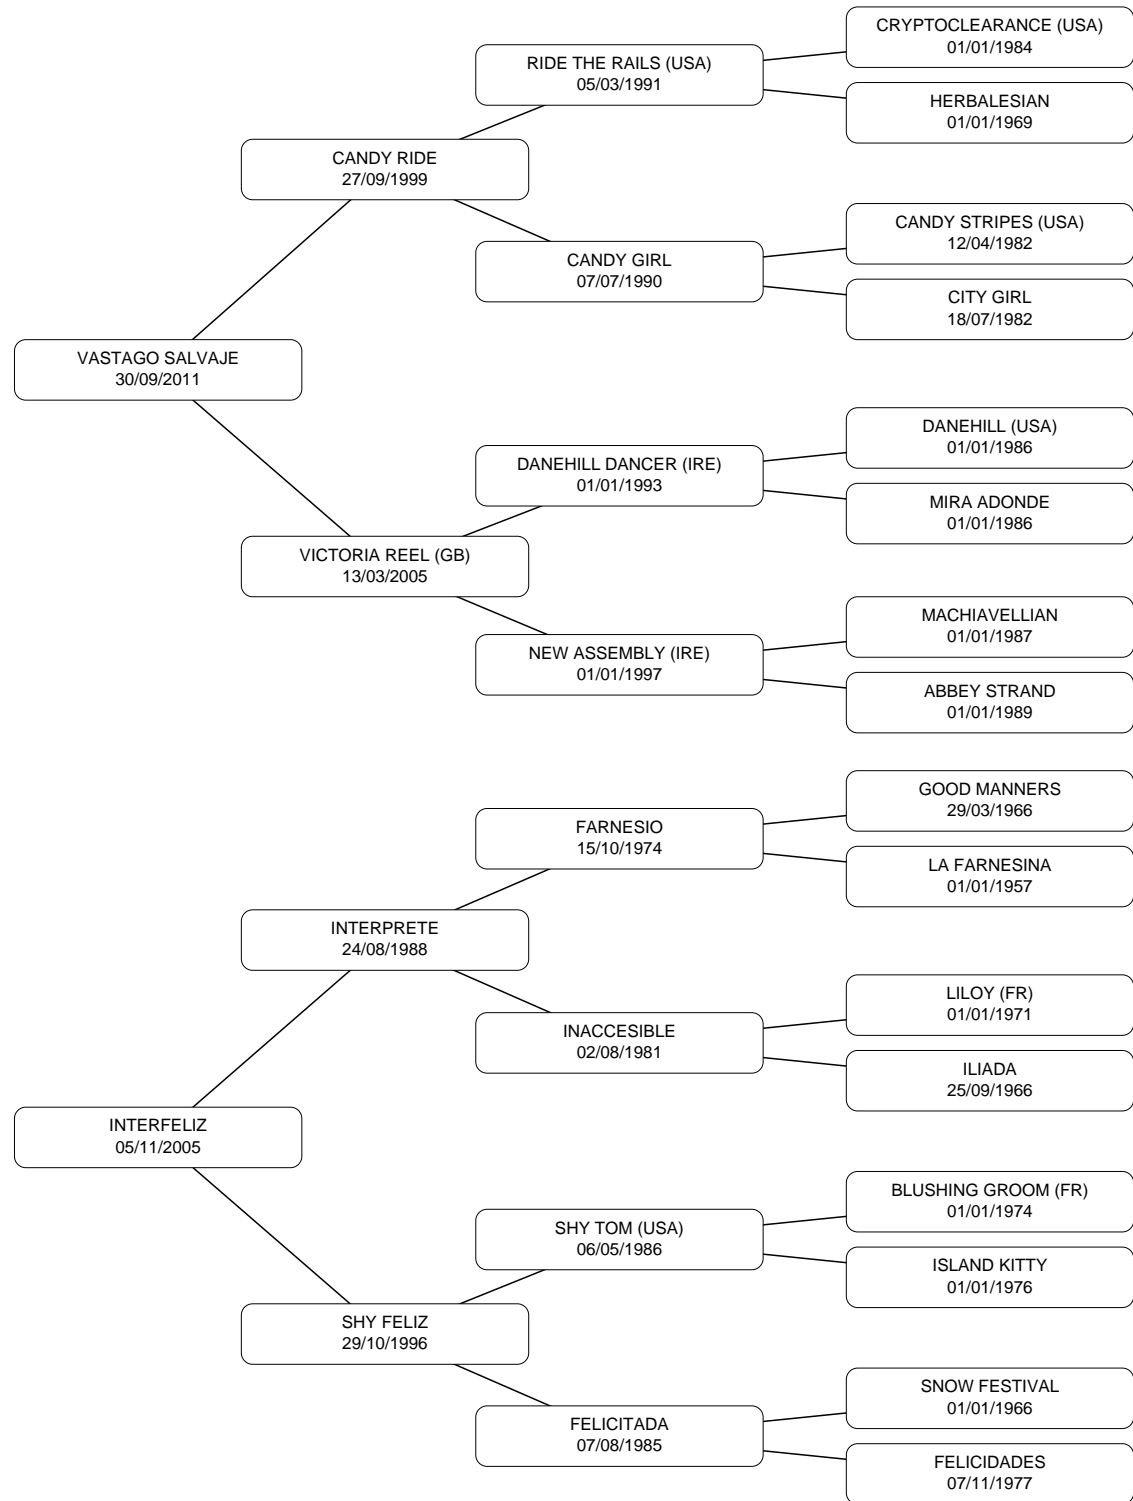 CRYPTOCLEARANCE (USA)
01/01/1984
RIDE THE RAILS (USA)
05/03/1991
HERBALESIAN
01/01/1969
CANDY RIDE
27/09/1999
CANDY STRIPES (USA)
12/04/1982
CANDY GIRL
07/07/1990
CITY GIRL
18/07/1982
VASTAGO SALVAJE
30/09/2011
DANEHILL (USA)
01/01/1986
DANEHILL DANCER (IRE)
01/01/1993
MIRA ADONDE
01/01/1986
VICTORIA REEL (GB)
13/03/2005
MACHIAVELLIAN
01/01/1987
NEW ASSEMBLY (IRE)
01/01/1997
ABBEY STRAND
01/01/1989
GOOD MANNERS
29/03/1966
FARNESIO
15/10/1974
LA FARNESINA
01/01/1957
INTERPRETE
24/08/1988
LILOY (FR)
01/01/1971
INACCESIBLE
02/08/1981
ILIADA
25/09/1966
INTERFELIZ
05/11/2005
BLUSHING GROOM (FR)
01/01/1974
SHY TOM (USA)
06/05/1986
ISLAND KITTY
01/01/1976
SHY FELIZ
29/10/1996
SNOW FESTIVAL
01/01/1966
FELICITADA
07/08/1985
FELICIDADES
07/11/1977